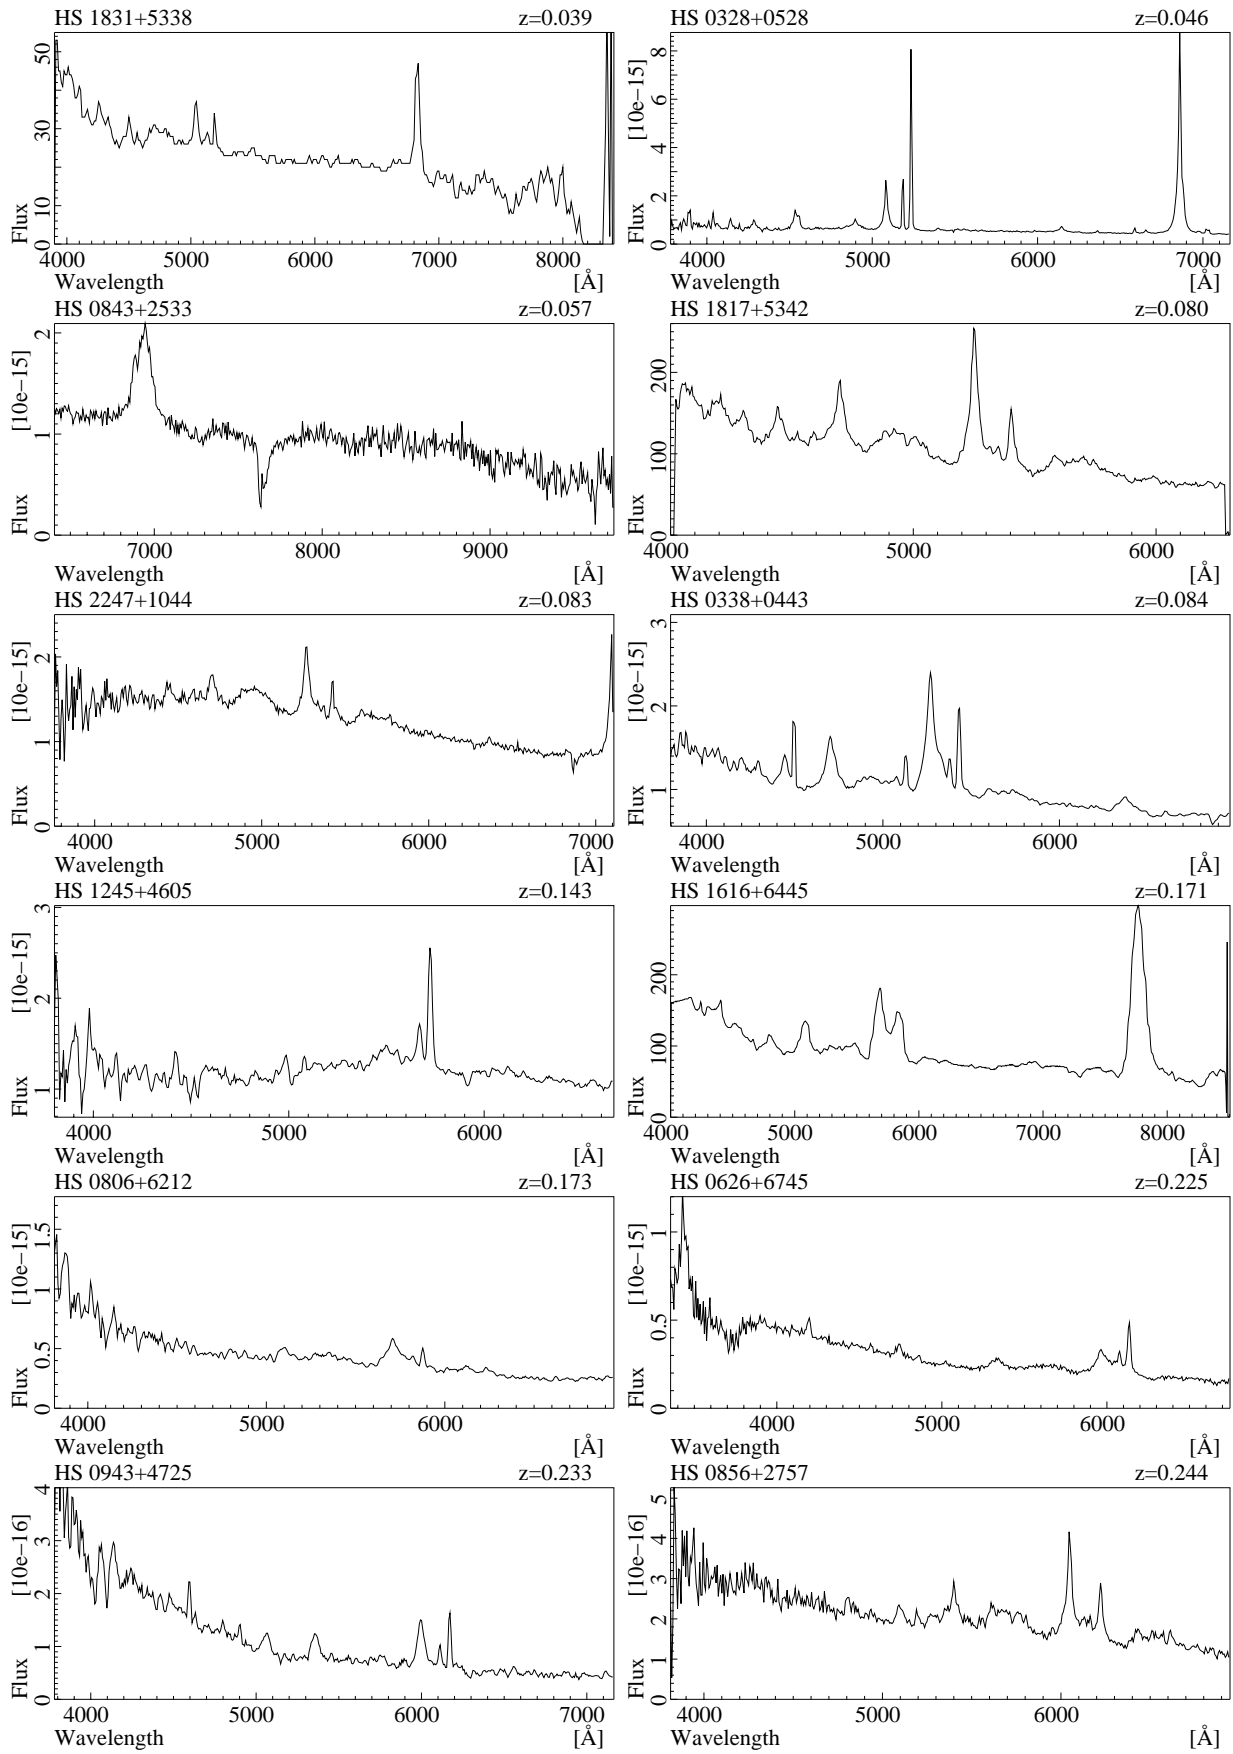 HS 1831+5338 z=0.039
Flux
0 10 30 50
4000 5000 6000 7000 8000
Wavelength [Å]
HS 0328+0528 z=0.046
Flux [10e−15]
0 2 4 6 8
4000 5000 6000 7000
Wavelength [Å]
HS 0843+2533 z=0.057
Flux [10e−15]
0 1 2
7000 8000 9000
Wavelength [Å]
HS 1817+5342 z=0.080
Flux
0 100 200
4000 5000 6000
Wavelength [Å]
HS 2247+1044 z=0.083
Flux [10e−15]
0 1 2
4000 5000 6000 7000
Wavelength [Å]
HS 0338+0443 z=0.084
Flux [10e−15]
1 2 3
4000 5000 6000
Wavelength [Å]
HS 1245+4605 z=0.143
Flux [10e−15]
1 2 3
4000 5000 6000
Wavelength [Å]
HS 1616+6445 z=0.171
Flux
0 100 200
4000 5000 6000 7000 8000
Wavelength [Å]
HS 0806+6212 z=0.173
Flux [10e−15]
0 0.5 1 1.5
4000 5000 6000
Wavelength [Å]
HS 0626+6745 z=0.225
Flux [10e−15]
0 0.5 1
4000 5000 6000
Wavelength [Å]
HS 0943+4725 z=0.233
Flux [10e−16]
0 1 2 3 4
4000 5000 6000 7000
Wavelength [Å]
HS 0856+2757 z=0.244
Flux [10e−16]
0 1 2 3 4 5
4000 5000 6000
Wavelength [Å]